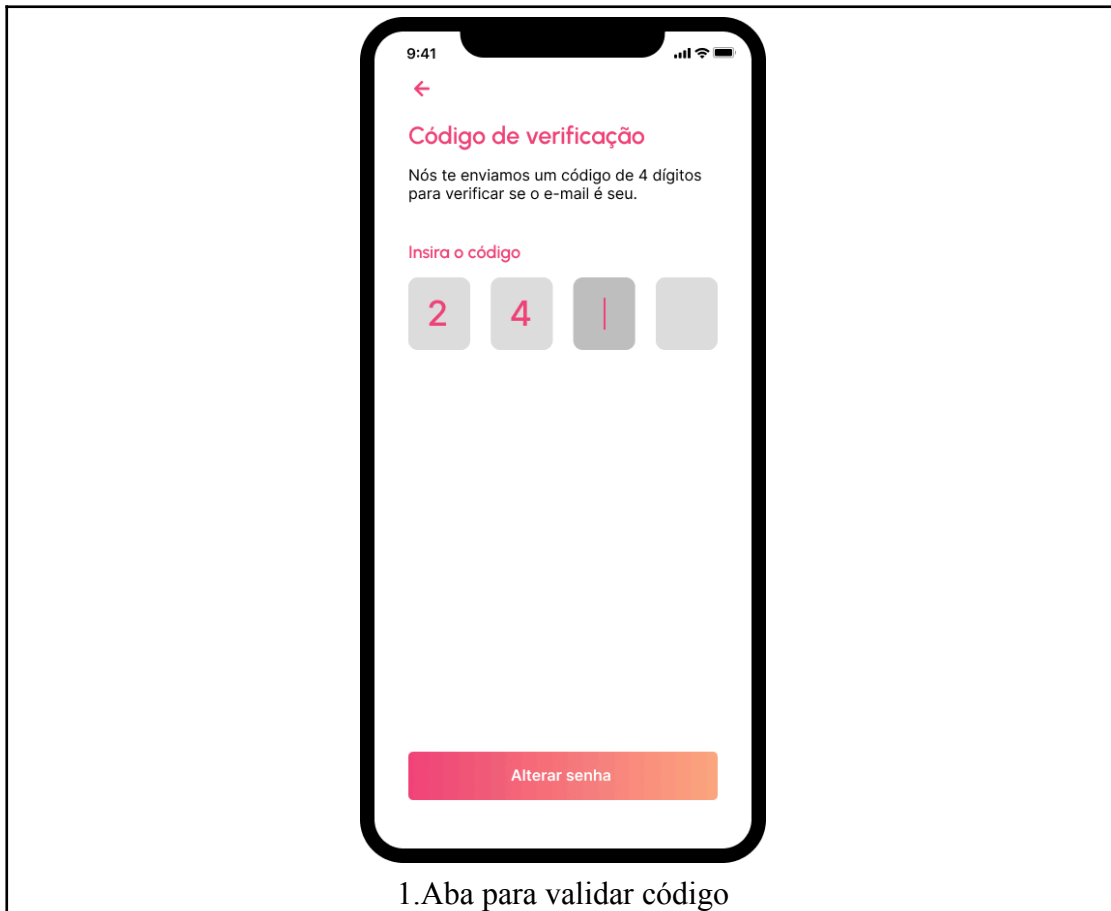 9:41
Código de verificação
Nós te enviamos um código de 4 dígitos
para verificar se o e-mail é seu.
Insira o código
2 4
Alterar senha
1.Aba para validar código